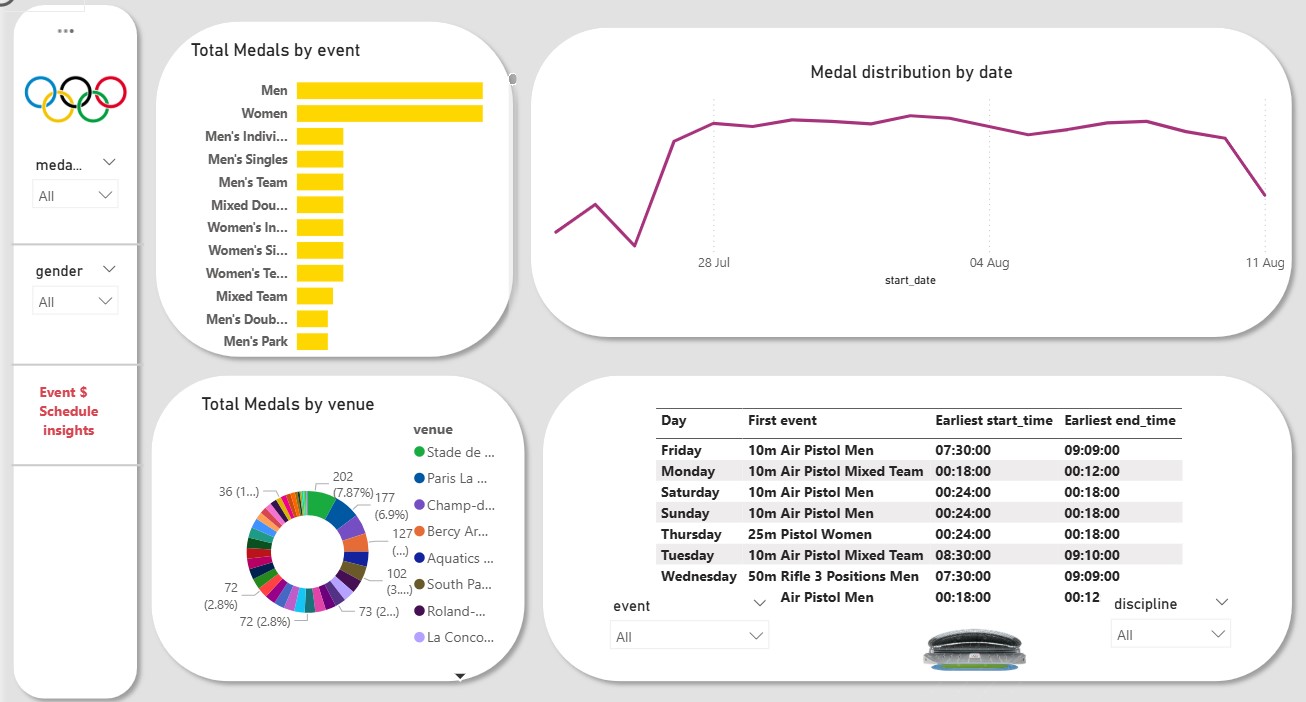 •••
meda...
All
gender
All
Event $
Schedule
insights
Total Medals by event
Men
Women
Men's Indivi...
Men's Singles
Men's Team
Mixed Dou...
Women's In...
Women's Si...
Women's Te...
Mixed Team
Men's Doub...
Men's Park
Medal distribution by date
28 Jul
04 Aug
11 Aug
start_date
Total Medals by venue
venue
Stade de ...
Paris La ...
Champ-d...
Bercy Ar...
Aquatics ...
South Pa...
Roland-...
La Conco...
202
(7.87%)
177
(6.9%)
127
(...)
102
(3....)
73 (2...)
72 (2.8%)
72
(2.8%)
36 (1...)
Day First event Earliest start_time Earliest end_time
Friday 10m Air Pistol Men 07:30:00 09:09:00
Monday 10m Air Pistol Mixed Team 00:18:00 00:12:00
Saturday 10m Air Pistol Men 00:24:00 00:18:00
Sunday 10m Air Pistol Men 00:24:00 00:18:00
Thursday 25m Pistol Women 00:24:00 00:18:00
Tuesday 10m Air Pistol Mixed Team 08:30:00 09:10:00
Wednesday 50m Rifle 3 Positions Men 07:30:00 09:09:00
Air Pistol Men 00:18:00 00:12
event
All
discipline
All